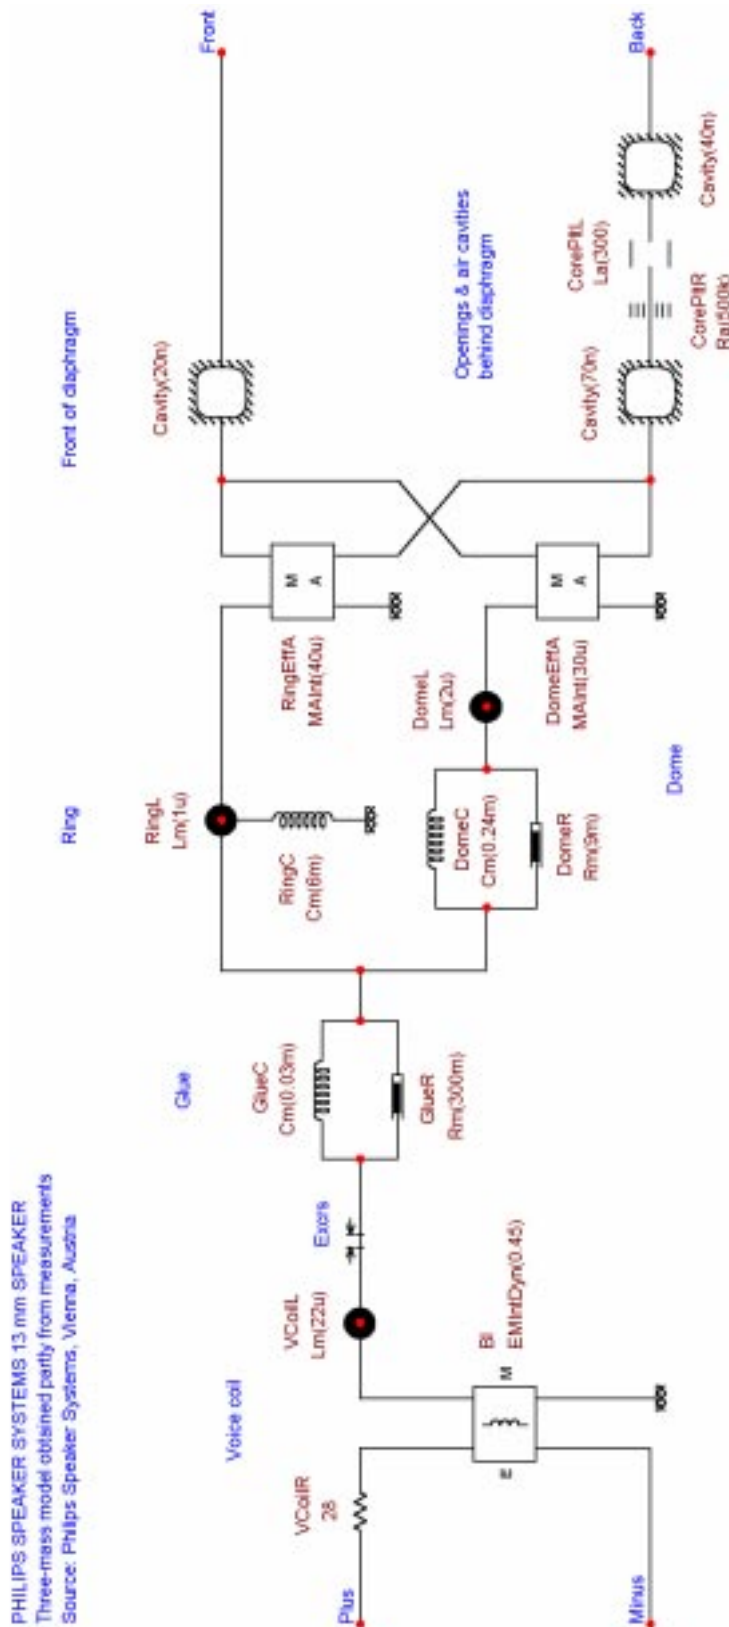 PHILIPS SPEAKER SYSTEMS 13 mm SPEAKER
Three-mass model obtained partly from measurements
Source: Philips Speaker Systems, Vienna, Austria
Voice coil
Glue
Ring
Front of diaphragm
Plus
VCoilR
28
VCoilL
Lm(22u)
Excrs
GlueC
Cm(0.03m)
RingL
Lm(1u)
Cavity(20n)
Front
E
M
Bl
EMIntDyn(0.45)
GlueR
Rm(300m)
RingC
Cm(6m)
M
A
RingEffA
MAInt(40u)
Openings & air cavities
behind diaphragm
DomeC
Cm(0.24m)
DomeR
Rm(9m)
DomeL
Lm(2u)
M
A
DomeEffA
MAInt(30u)
Dome
Minus
Cavity(70n)
CorePltL
La(300)
CorePltR
Ra(500k)
Cavity(40n)
Back